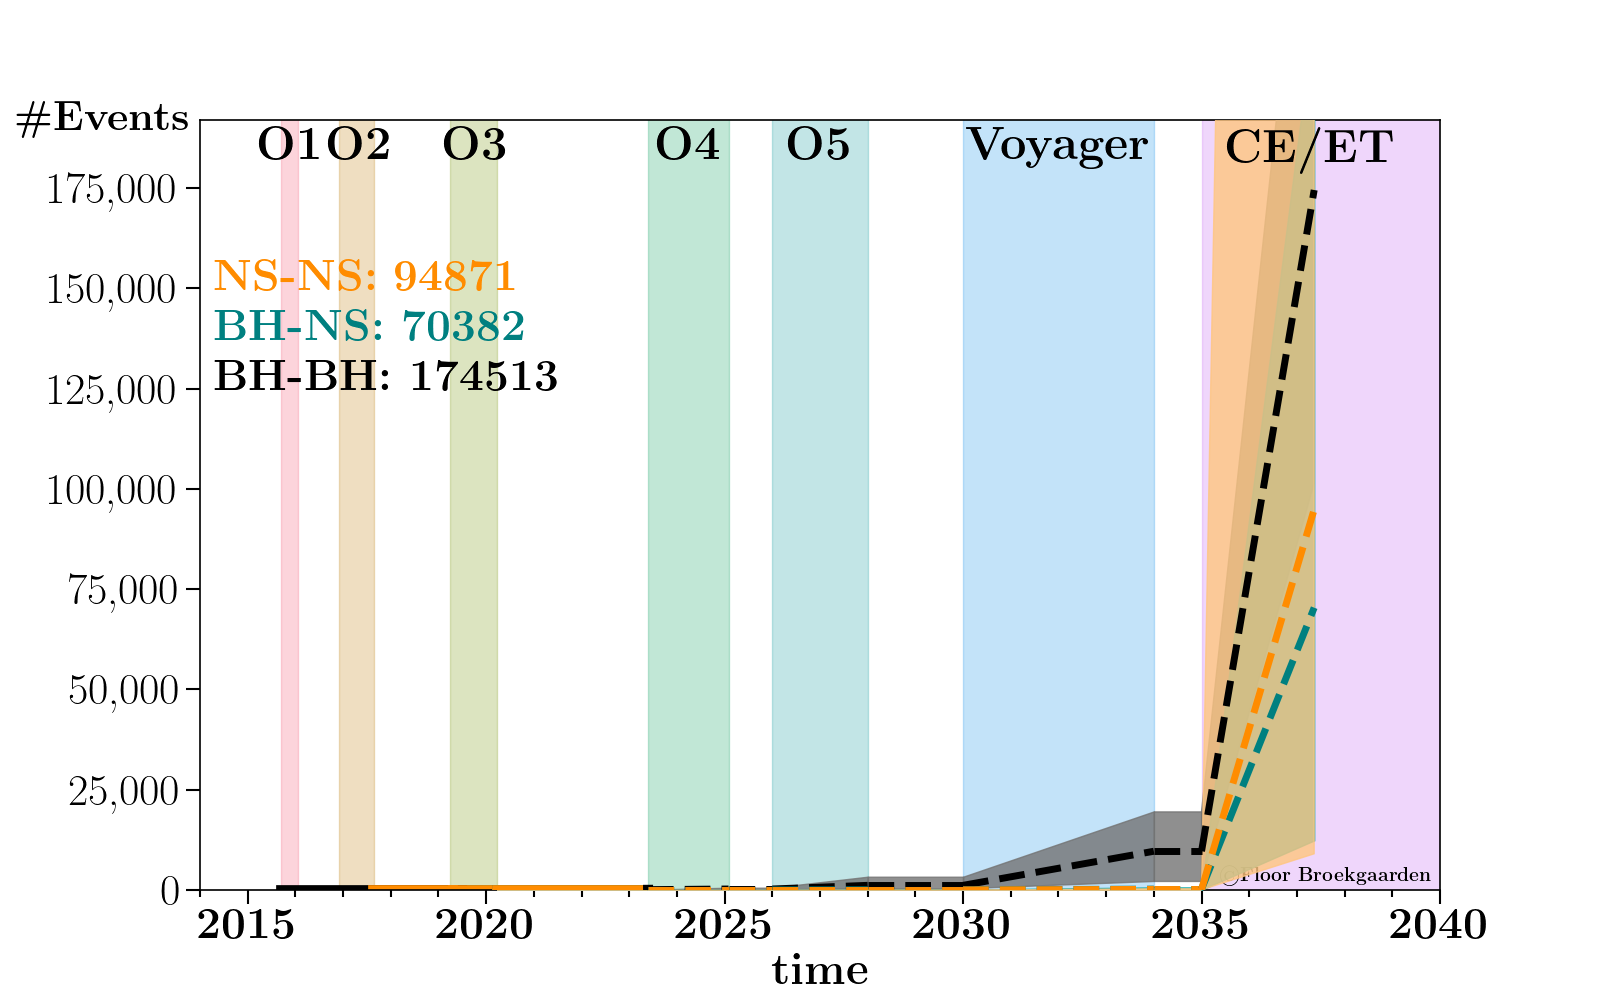 #Events
O1 O2 O3 O4 O5 Voyager CE/ET
175,000
NS-NS: 94871
150,000
BH-NS: 70382
BH-BH: 174513
125,000
100,000
75,000
50,000
25,000
©Floor Broekgaarden
0
2015 2020 2025 2030 2035 2040
time